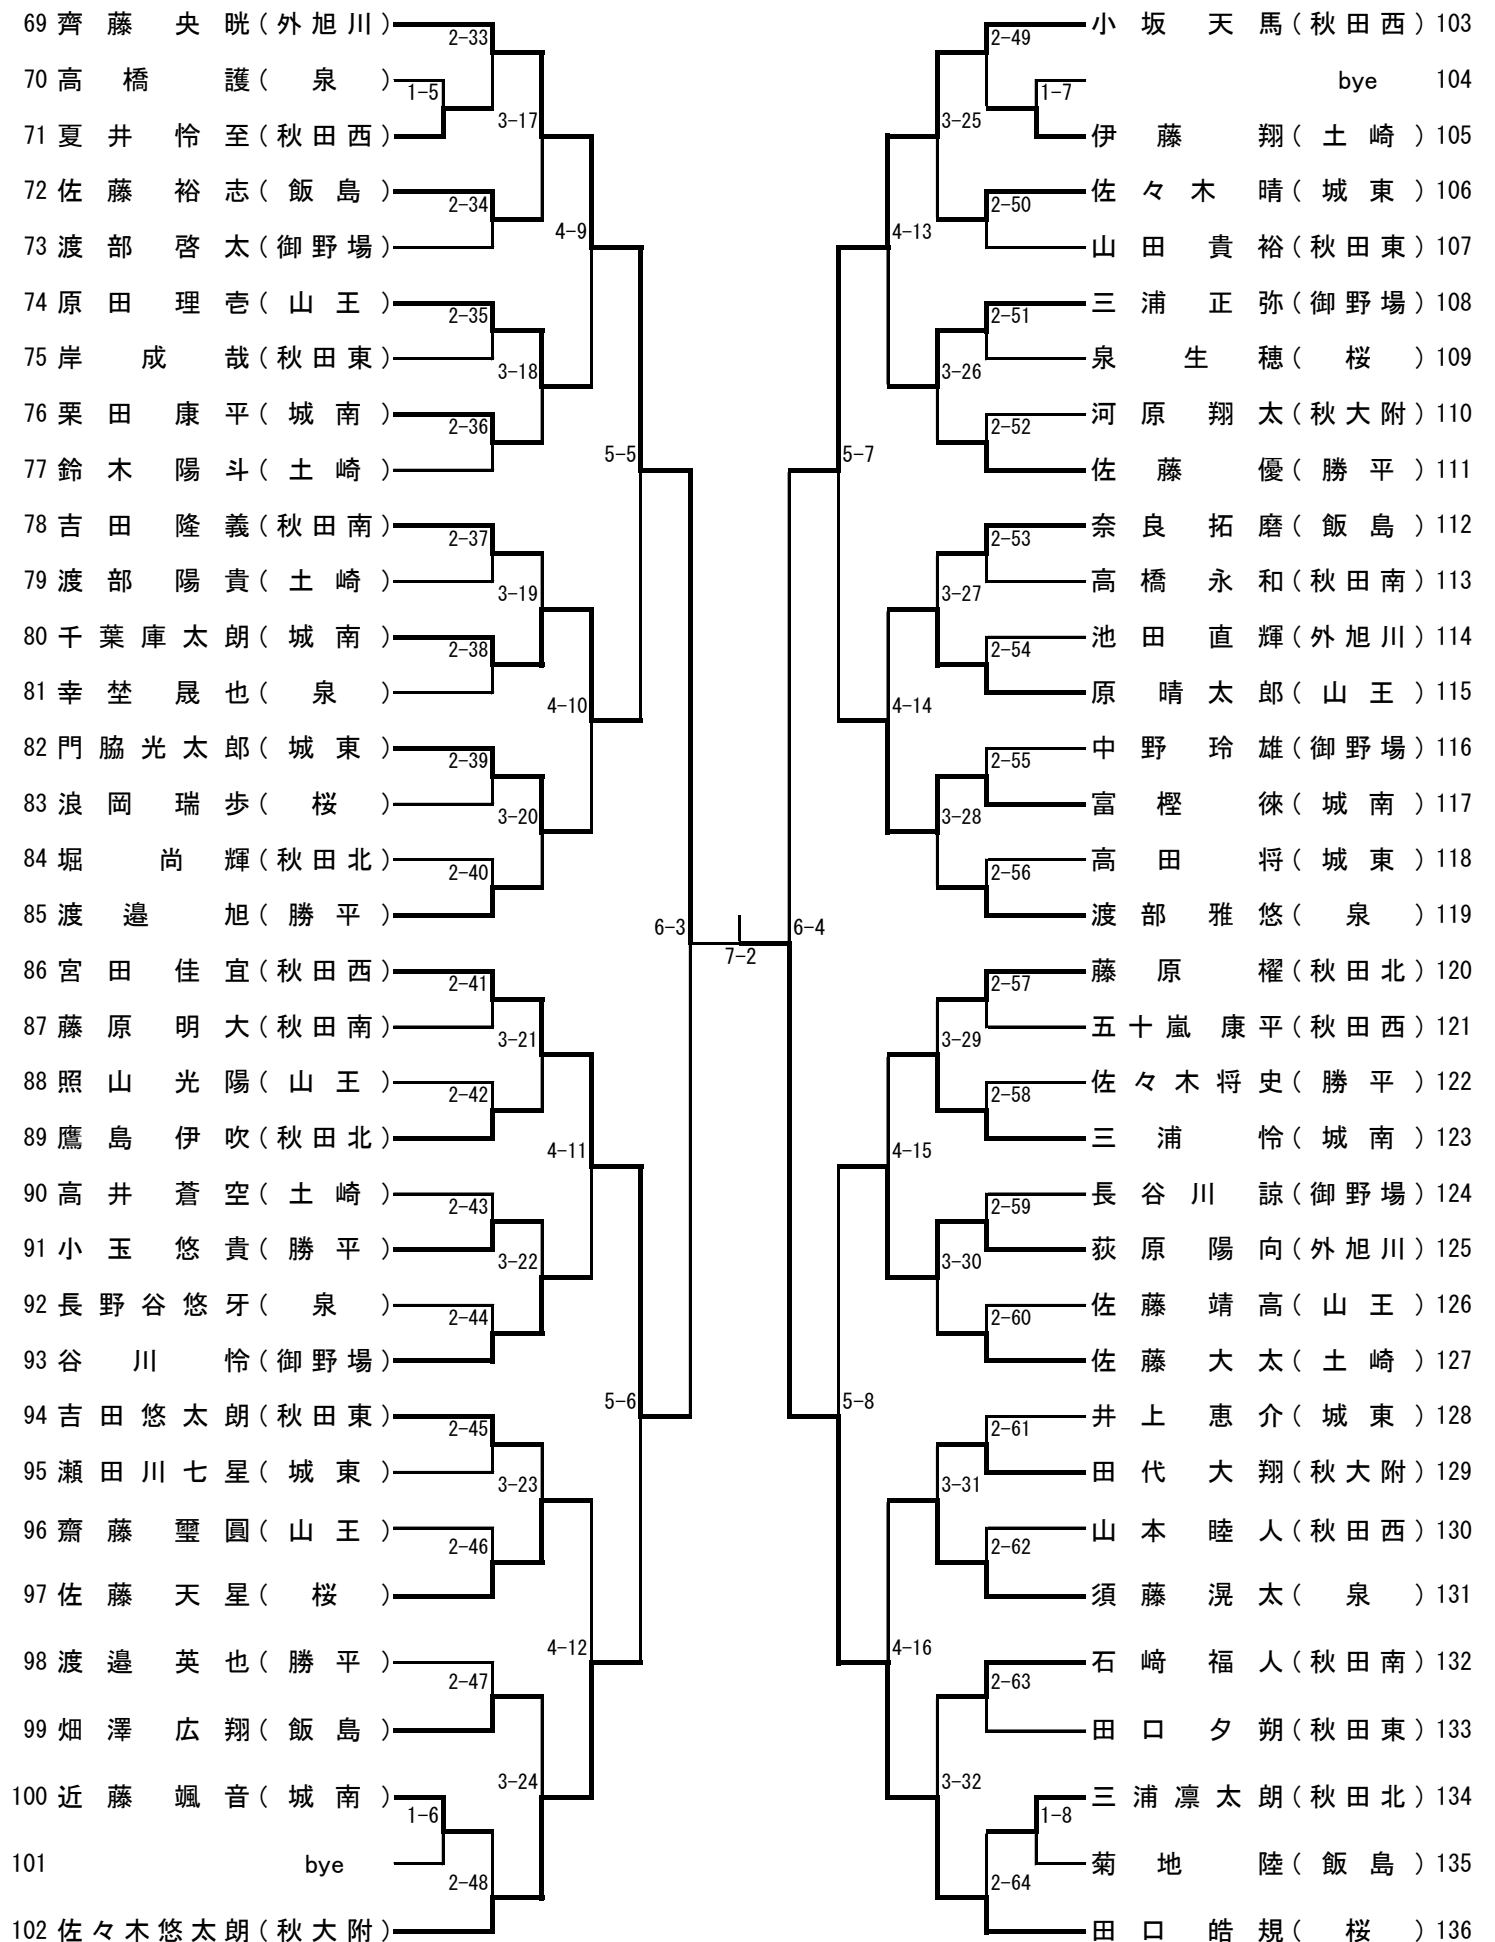 69 齊藤 央晄(外旭川)
2-33
70 高橋 護(泉)
1-5
3-17
71 夏井 怜至(秋田西)
72 佐藤 裕志(飯島)
2-34
4-9
73 渡部 啓太(御野場)
74 原田 理壱(山王)
2-35
75 岸 成哉(秋田東)
3-18
76 栗田 康平(城南)
2-36
5-5
77 鈴木 陽斗(土崎)
78 吉田 隆義(秋田南)
2-37
79 渡部 陽貴(土崎)
3-19
80 千葉庫太朗(城南)
2-38
81 幸埜 晟也(泉)
4-10
82 門脇光太郎(城東)
2-39
83 浪岡 瑞歩(桜)
3-20
84 堀 尚輝(秋田北)
2-40
85 渡邉 旭(勝平)
6-3
7-2
86 宮田 佳宜(秋田西)
2-41
87 藤原 明大(秋田南)
3-21
88 照山 光陽(山王)
2-42
89 鷹島 伊吹(秋田北)
4-11
90 高井 蒼空(土崎)
2-43
91 小玉 悠貴(勝平)
3-22
92 長野谷悠牙(泉)
2-44
93 谷川 怜(御野場)
5-6
94 吉田悠太朗(秋田東)
2-45
95 瀬田川七星(城東)
3-23
96 齋藤 璽圓(山王)
2-46
97 佐藤 天星(桜)
4-12
98 渡邉 英也(勝平)
2-47
99 畑澤 広翔(飯島)
3-24
100 近藤 颯音(城南)
1-6
101 bye
2-48
102 佐々木悠太朗(秋大附)
小坂 天馬(秋田西) 103
2-49
bye 104
1-7
3-25
伊藤 翔(土崎) 105
佐々木 晴(城東) 106
2-50
4-13
山田 貴裕(秋田東) 107
三浦 正弥(御野場) 108
2-51
泉 生穂(桜) 109
3-26
河原 翔太(秋大附) 110
2-52
5-7
佐藤 優(勝平) 111
奈良 拓磨(飯島) 112
2-53
高橋 永和(秋田南) 113
3-27
池田 直輝(外旭川) 114
2-54
原 晴太郎(山王) 115
4-14
中野 玲雄(御野場) 116
2-55
富樫 徠(城南) 117
3-28
高田 将(城東) 118
2-56
渡部 雅悠(泉) 119
6-4
藤原 櫂(秋田北) 120
2-57
五十嵐 康平(秋田西) 121
3-29
佐々木将史(勝平) 122
2-58
三浦 怜(城南) 123
4-15
長谷川 諒(御野場) 124
2-59
荻原 陽向(外旭川) 125
3-30
佐藤 靖高(山王) 126
2-60
佐藤 大太(土崎) 127
5-8
井上 恵介(城東) 128
2-61
田代 大翔(秋大附) 129
3-31
山本 睦人(秋田西) 130
2-62
須藤 滉太(泉) 131
4-16
石﨑 福人(秋田南) 132
2-63
田口 夕朔(秋田東) 133
3-32
三浦凛太朗(秋田北) 134
1-8
菊地 陸(飯島) 135
2-64
田口 皓規(桜) 136